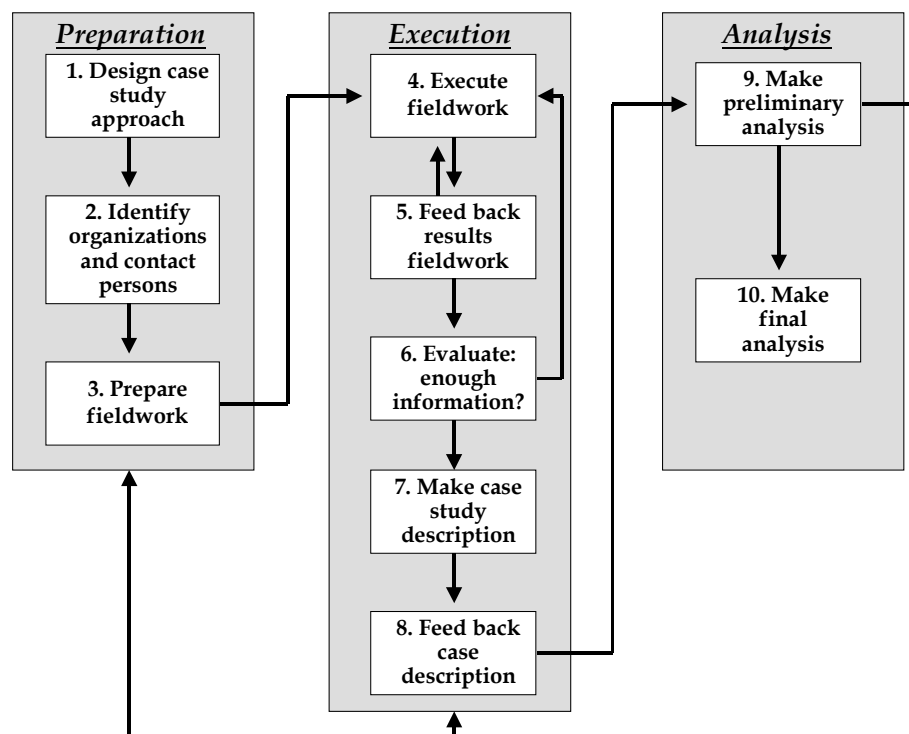 Preparation
1. Design case
study
approach
2. Identify
organizations
and contact
persons
3. Prepare
fieldwork
Execution
4. Execute
fieldwork
5. Feed back
results
fieldwork
6. Evaluate:
enough
information?
7. Make case
study
description
8. Feed back
case
description
Analysis
9. Make
preliminary
analysis
10. Make
final
analysis